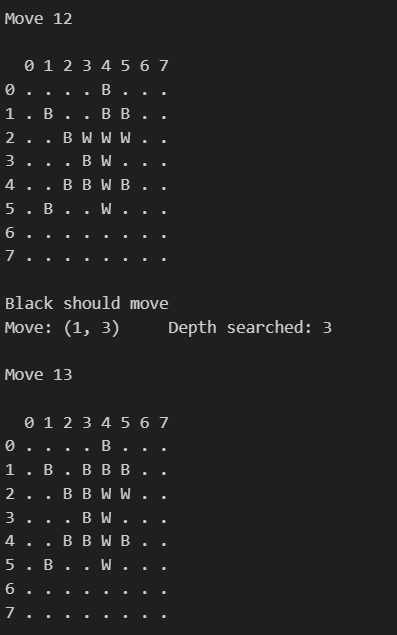 Move 12
  0 1 2 3 4 5 6 7
0 . . . . B . . .
1 . B . . B B . .
2 . . B W W W . .
3 . . . B W . . .
4 . . B B W B . .
5 . B . . W . . .
6 . . . . . . . .
7 . . . . . . . .
Black should move
Move: (1, 3)     Depth searched: 3
Move 13
  0 1 2 3 4 5 6 7
0 . . . . B . . .
1 . B . B B B . .
2 . . B B W W . .
3 . . . B W . . .
4 . . B B W B . .
5 . B . . W . . .
6 . . . . . . . .
7 . . . . . . . .